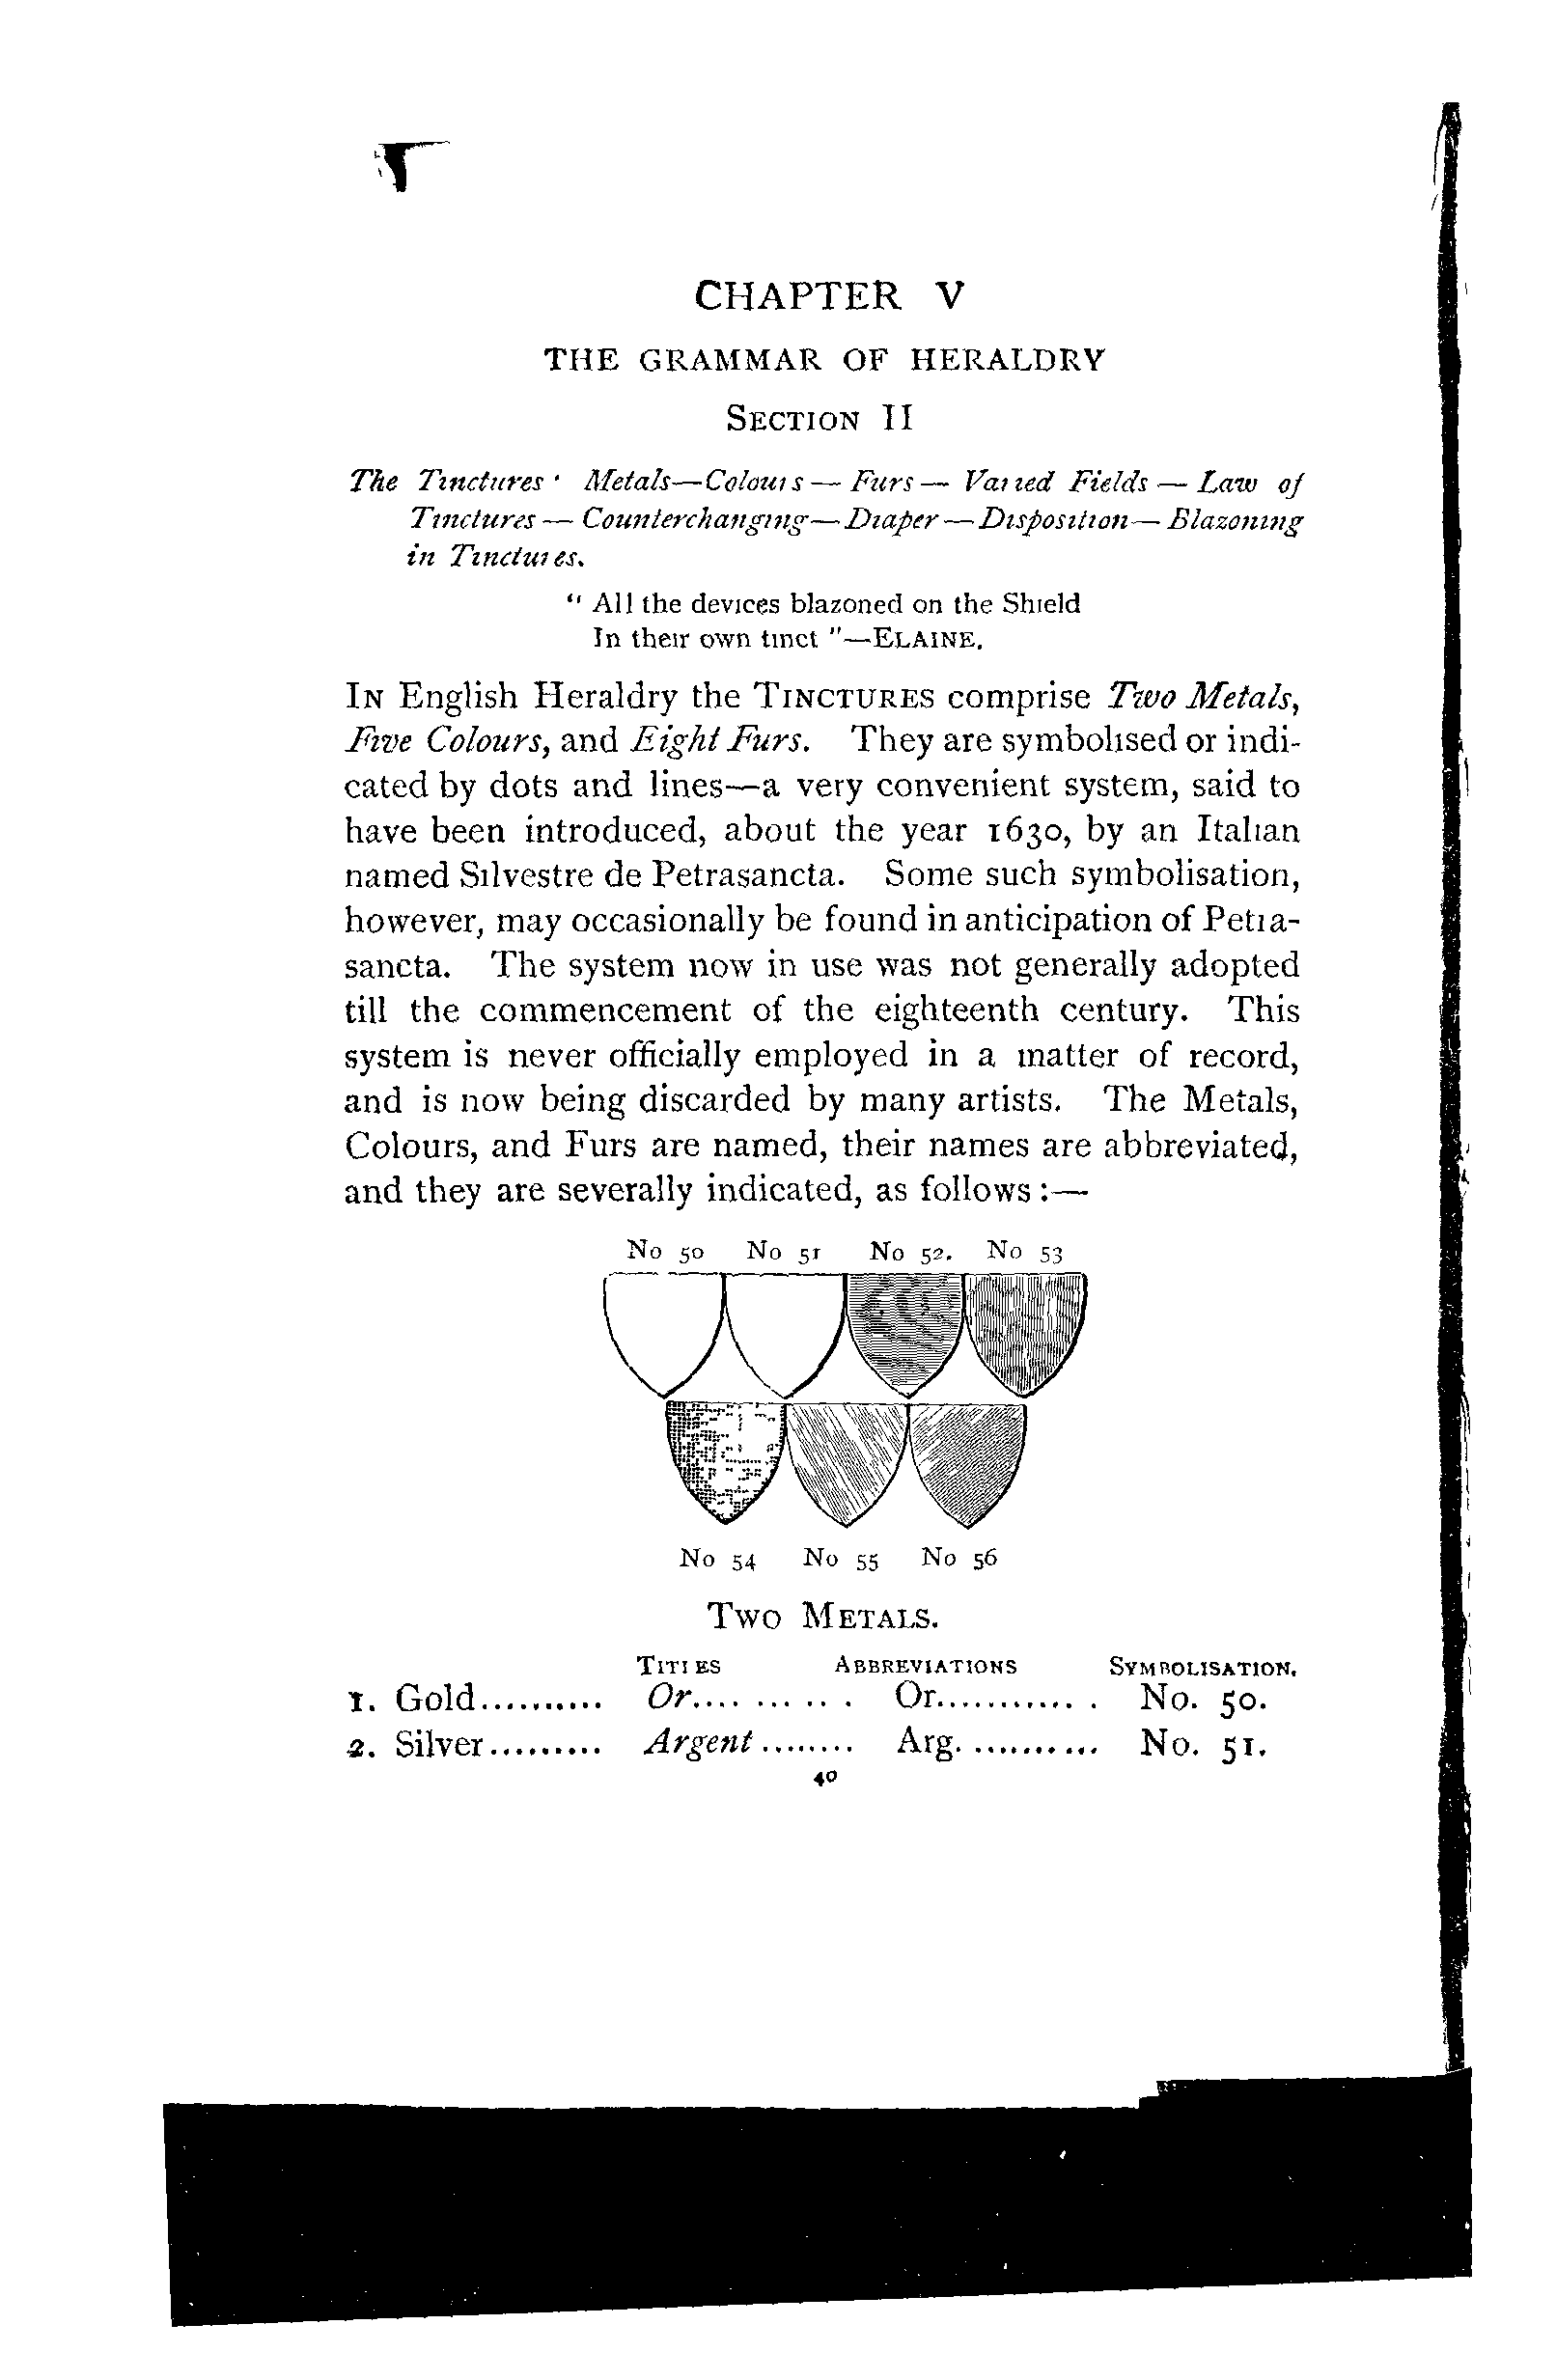 CHAPTER V
THE GRAMMAR OF HERALDRY
SECTION II
The Tinctures: Metals—Colours — Furs — Varied Fields — Law of
Tinctures — Counterchanging — Diaper — Disposition — Blazoning
in Tinctures.
" All the devices blazoned on the Shield
In their own tinct "—ELAINE.
IN English Heraldry the TINCTURES comprise Two Metals,
Five Colours, and Eight Furs. They are symbolised or indi-
cated by dots and lines—a very convenient system, said to
have been introduced, about the year 1630, by an Italian
named Silvestre de Petrasancta. Some such symbolisation,
however, may occasionally be found in anticipation of Petra-
sancta. The system now in use was not generally adopted
till the commencement of the eighteenth century. This
system is never officially employed in a matter of record,
and is now being discarded by many artists. The Metals,
Colours, and Furs are named, their names are abbreviated,
and they are severally indicated, as follows :—
No 50 No 51 No 52. No 53
No 54 No 55 No 56
TWO METALS.
TITLES ABBREVIATIONS SYMBOLISATION.
1. Gold.......... Or.... ... .. . Or............ . No. 50.
2. Silver......... Argent ........ Arg. .......... No. 51.
40